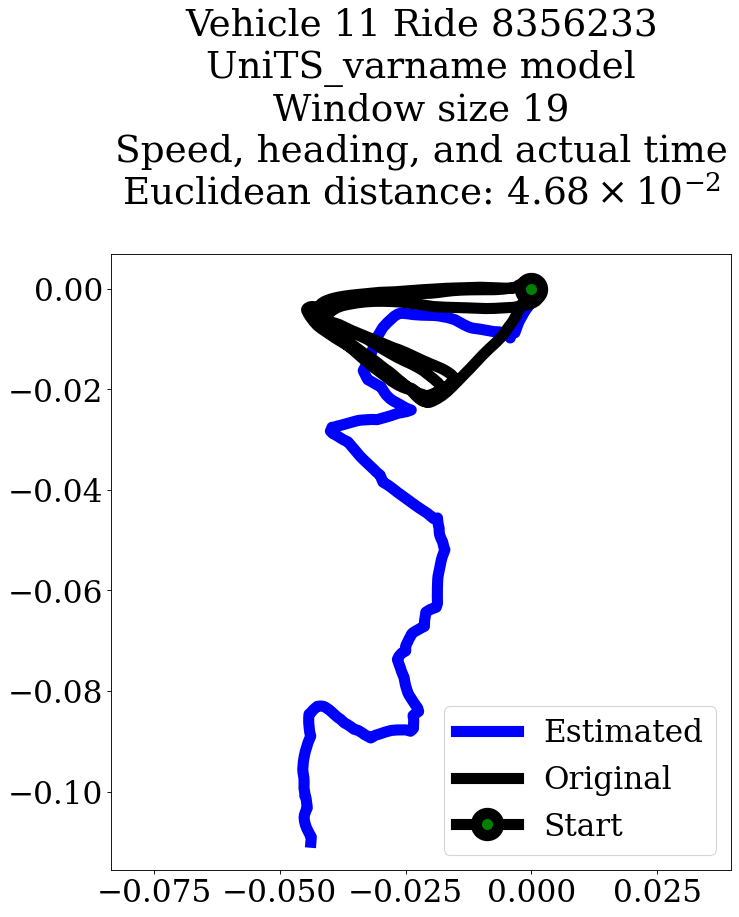 Vehicle 11 Ride 8356233
UniTS_varname model
Window size 19
Speed, heading, and actual time
Euclidean distance: 4.68 × 10⁻²
0.00
−0.02
−0.04
−0.06
−0.08
−0.10
Estimated
Original
Start
−0.075 −0.050 −0.025 0.000 0.025